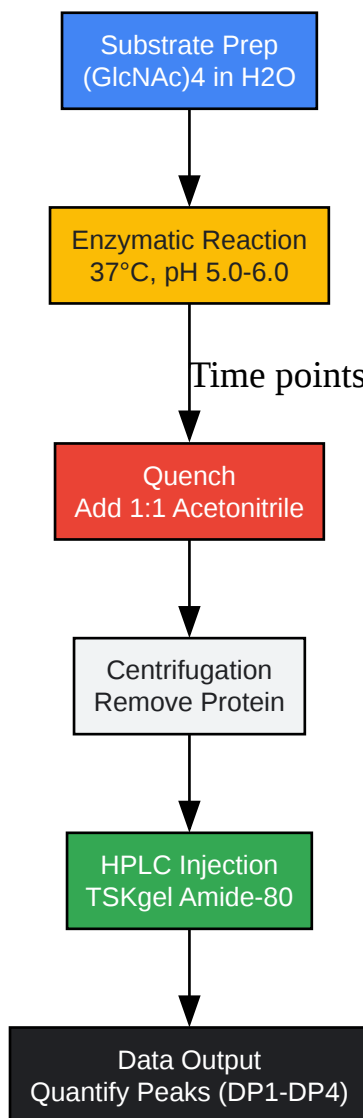 Substrate Prep
(GlcNAc)4 in H2O
Enzymatic Reaction
37°C, pH 5.0-6.0
Time points
Quench
Add 1:1 Acetonitrile
Centrifugation
Remove Protein
HPLC Injection
TSKgel Amide-80
Data Output
Quantify Peaks (DP1-DP4)